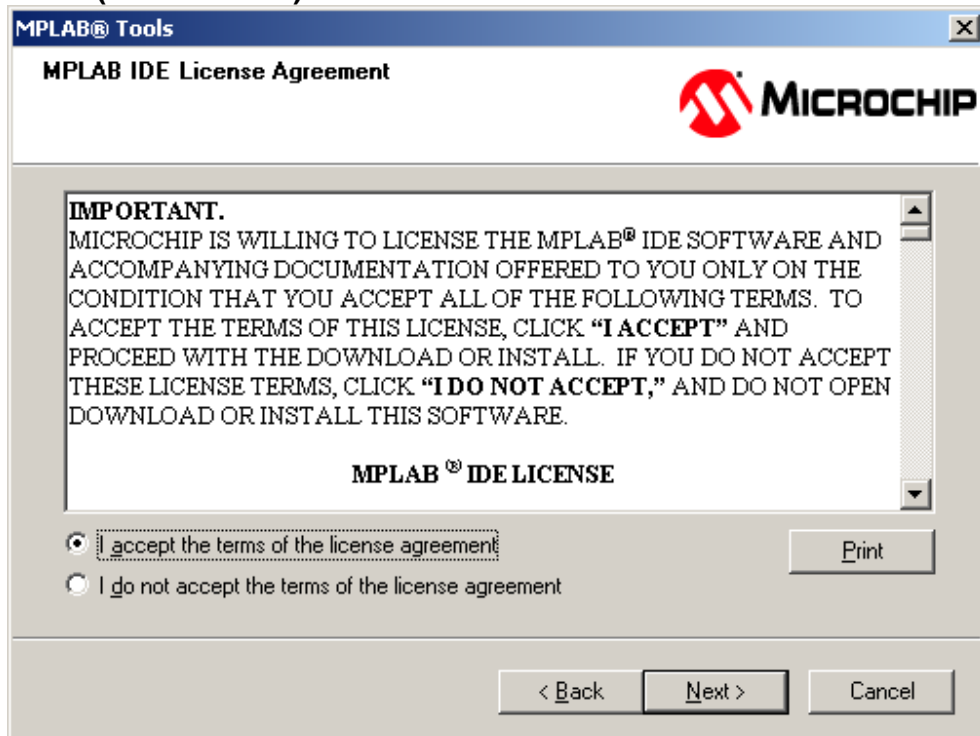 MPLAB® Tools
MPLAB IDE License Agreement
MICROCHIP
IMPORTANT.
MICROCHIP IS WILLING TO LICENSE THE MPLAB® IDE SOFTWARE AND
ACCOMPANYING DOCUMENTATION OFFERED TO YOU ONLY ON THE
CONDITION THAT YOU ACCEPT ALL OF THE FOLLOWING TERMS. TO
ACCEPT THE TERMS OF THIS LICENSE, CLICK “I ACCEPT” AND
PROCEED WITH THE DOWNLOAD OR INSTALL. IF YOU DO NOT ACCEPT
THESE LICENSE TERMS, CLICK “I DO NOT ACCEPT,” AND DO NOT OPEN
DOWNLOAD OR INSTALL THIS SOFTWARE.
MPLAB ® IDE LICENSE
I accept the terms of the license agreement
Print
I do not accept the terms of the license agreement
< Back Next > Cancel